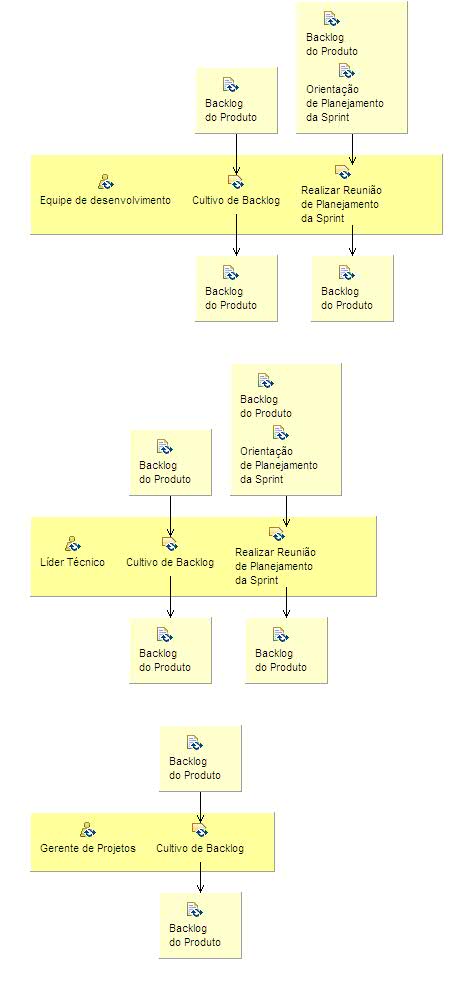 Backlog
do Produto
Orientação
de Planejamento
da Sprint
Backlog
do Produto
Equipe de desenvolvimento
Cultivo de Backlog
Realizar Reunião
de Planejamento
da Sprint
Backlog
do Produto
Backlog
do Produto
Backlog
do Produto
Orientação
de Planejamento
da Sprint
Backlog
do Produto
Líder Técnico
Cultivo de Backlog
Realizar Reunião
de Planejamento
da Sprint
Backlog
do Produto
Backlog
do Produto
Backlog
do Produto
Gerente de Projetos
Cultivo de Backlog
Backlog
do Produto